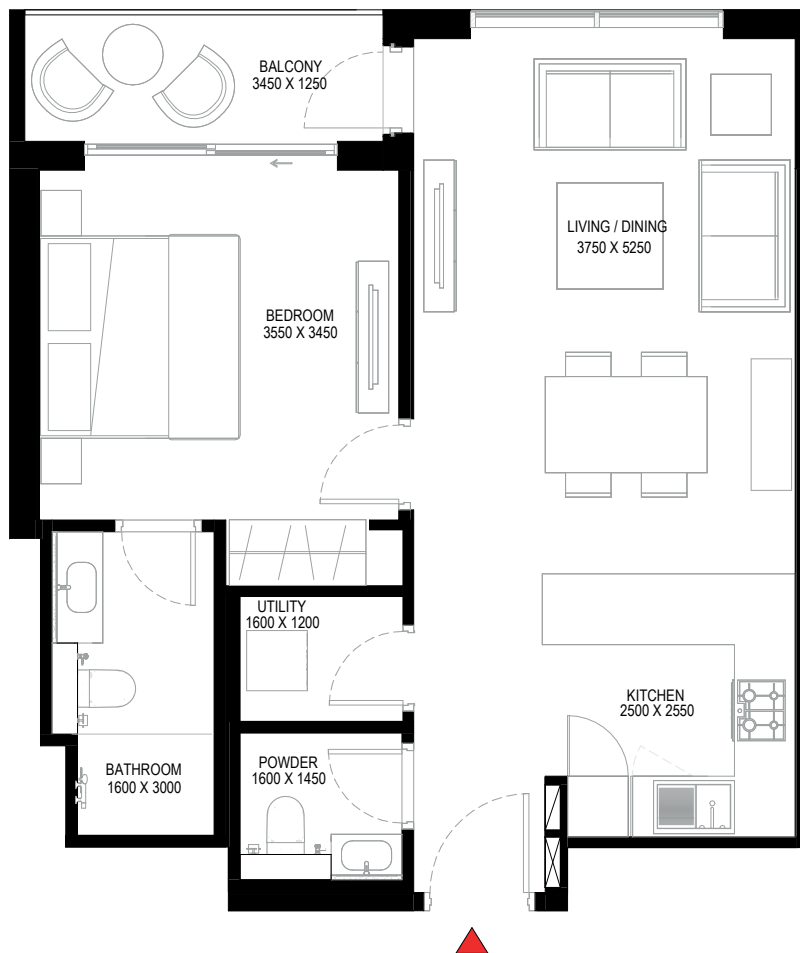 BALCONY
3450 X 1250
LIVING / DINING
3750 X 5250
BEDROOM
3550 X 3450
UTILITY
1600 X 1200
KITCHEN
2500 X 2550
POWDER
1600 X 1450
BATHROOM
1600 X 3000